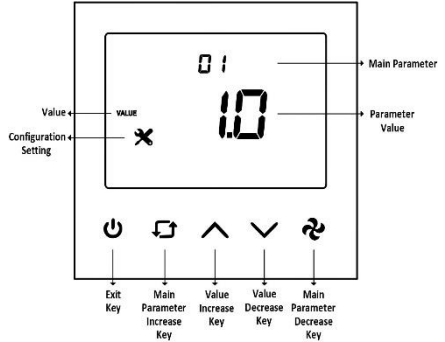 01
Main Parameter
1.0
Value
VALUE
Parameter
Value
Configuration
Setting
Exit
Key
Main
Parameter
Increase
Key
Value
Increase
Key
Value
Decrease
Key
Main
Parameter
Decrease
Key